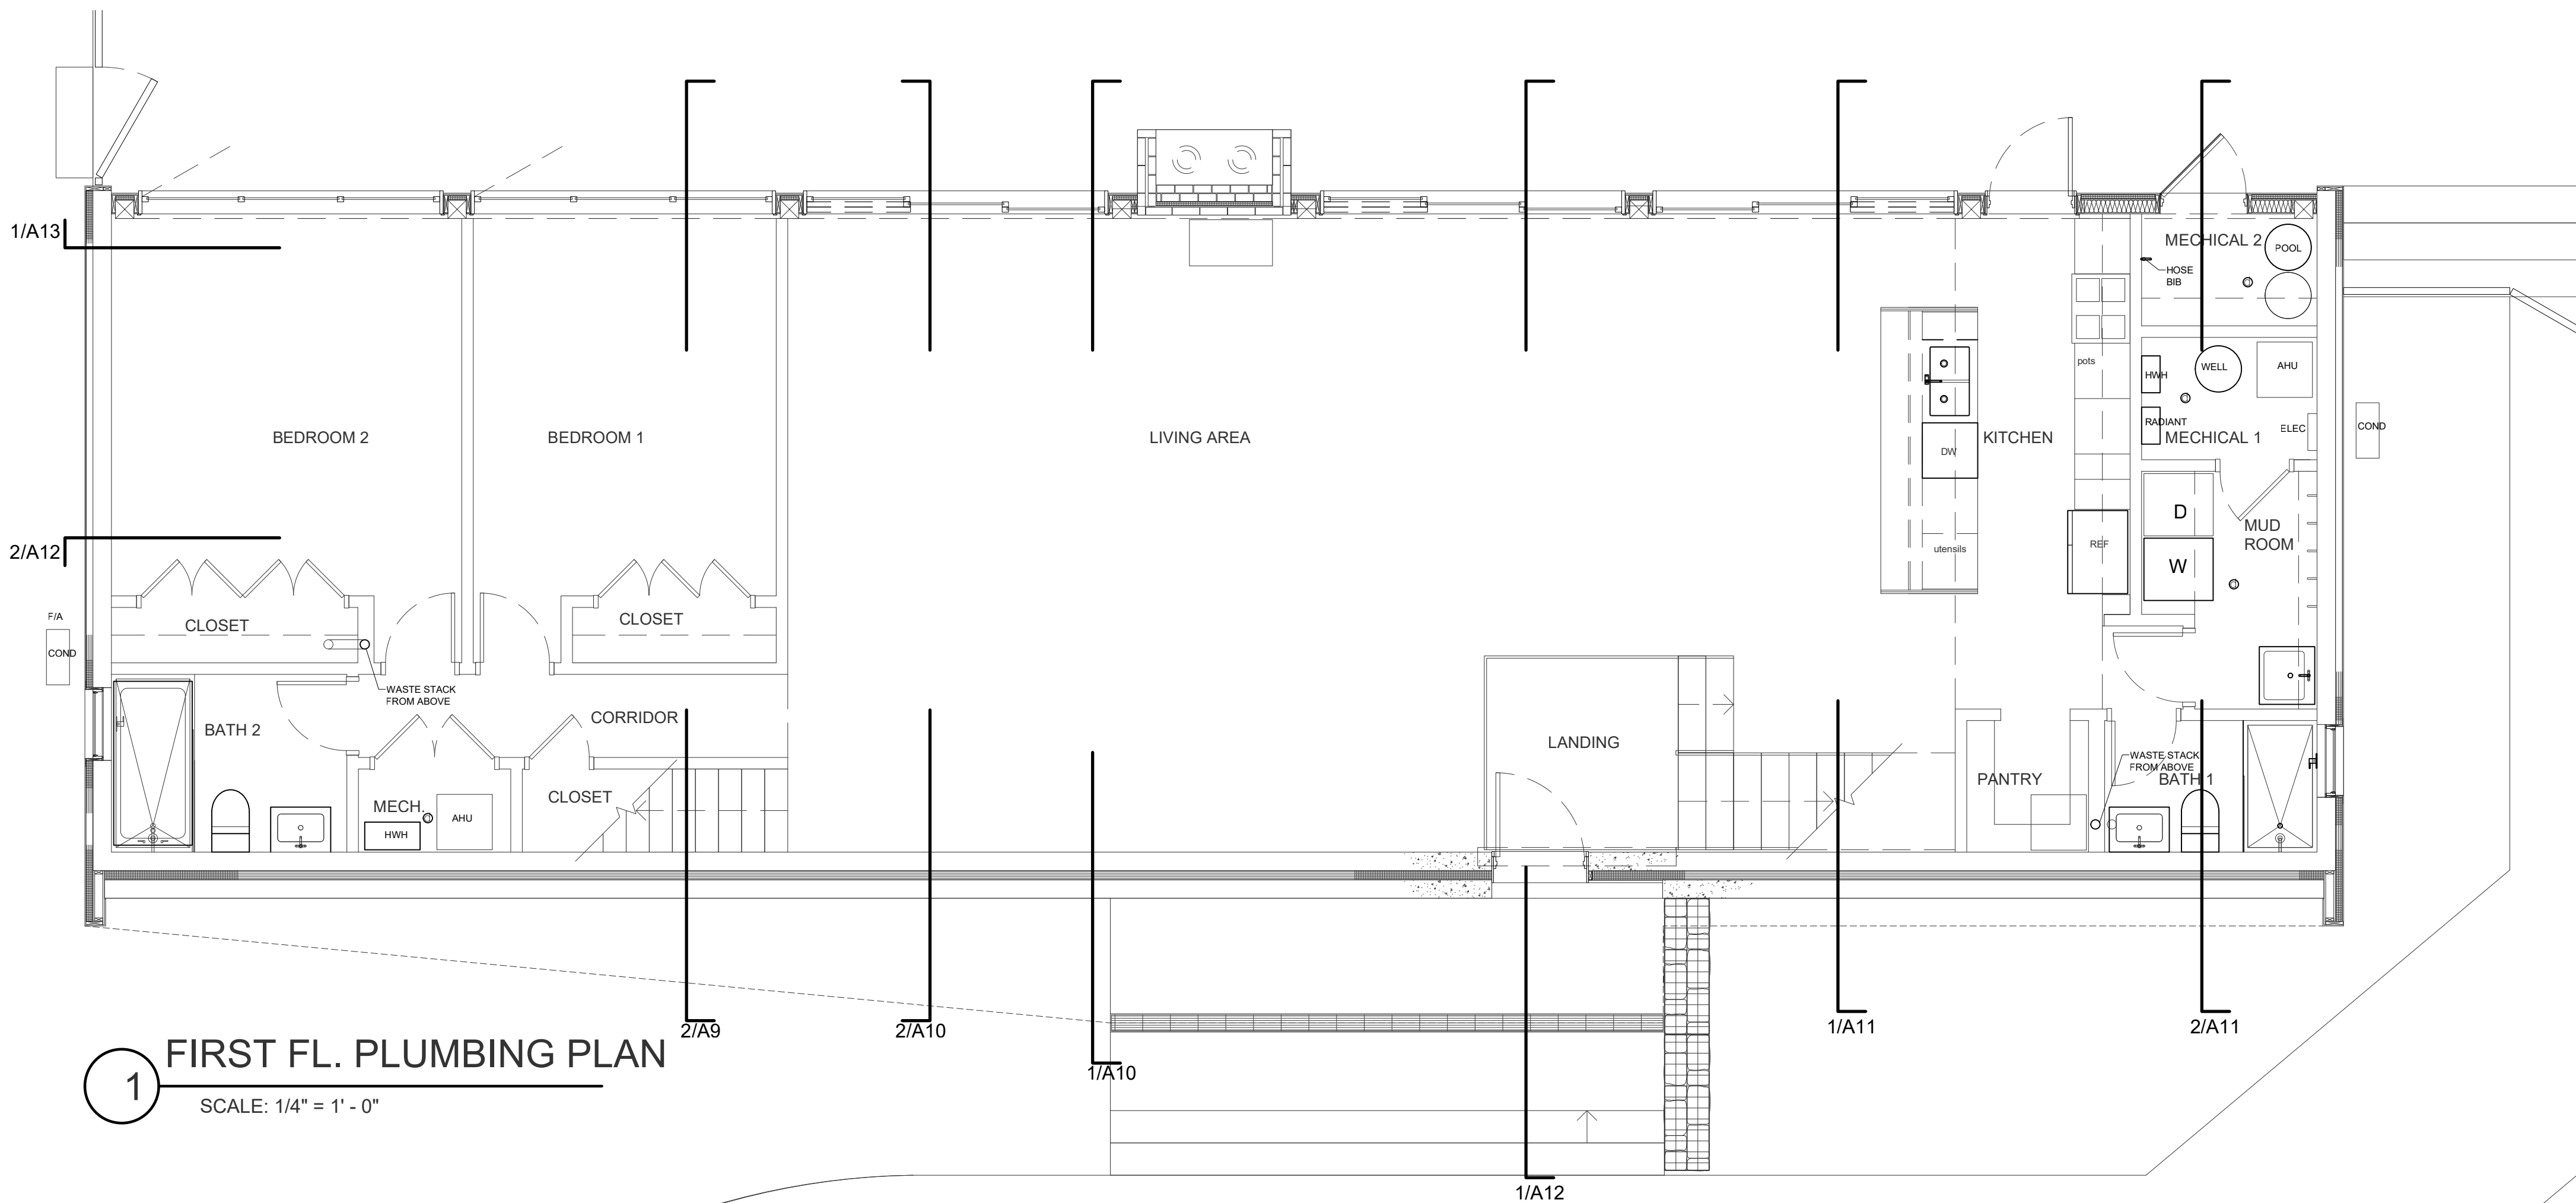 1/A13
MECHICAL 2
POOL
HOSE
BIB
pots
HWH
WELL
AHU
RADIANT
MECHICAL 1
ELEC
COND
BEDROOM 2
BEDROOM 1
LIVING AREA
KITCHEN
DW
D
MUD
ROOM
2/A12
utensils
REF
W
F/A
CLOSET
CLOSET
COND
WASTE STACK
FROM ABOVE
BATH 2
CORRIDOR
LANDING
WASTE STACK
FROM ABOVE
PANTRY
BATH 1
MECH.
CLOSET
AHU
HWH
2/A9
2/A10
1/A11
2/A11
1/A10
1/A12
1
FIRST FL. PLUMBING PLAN
SCALE: 1/4" = 1' - 0"